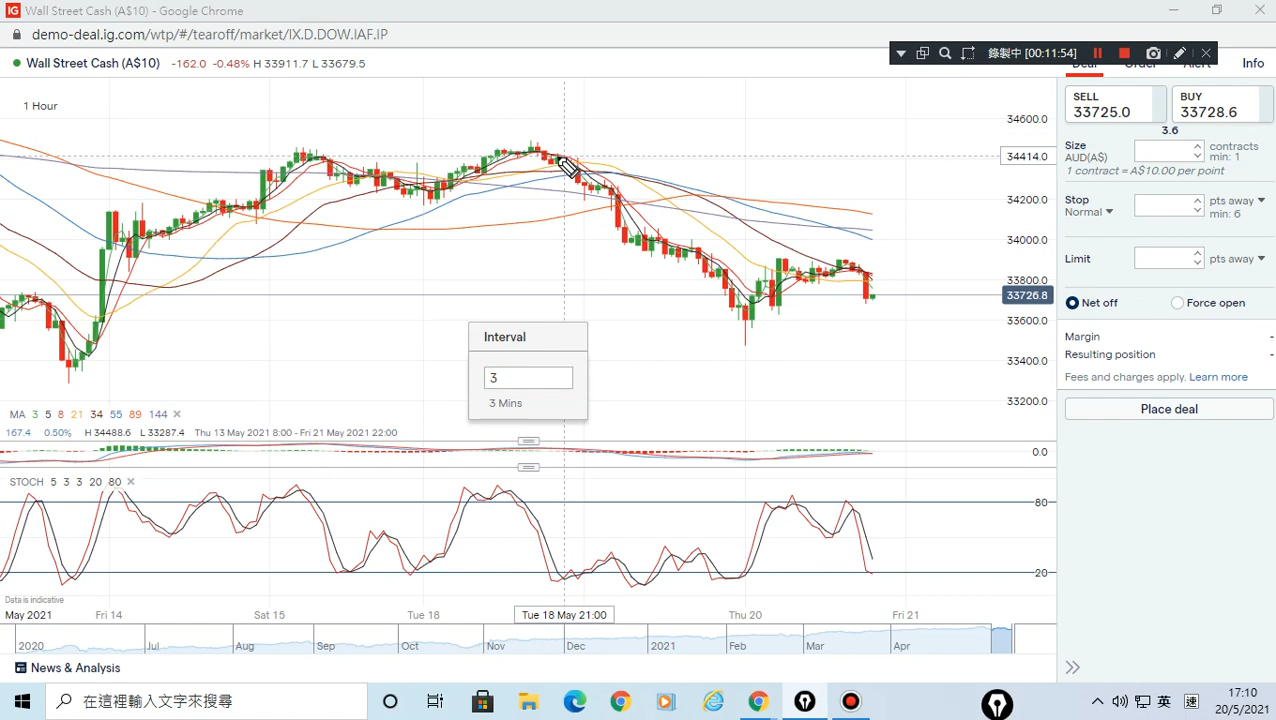 IG Wall Street Cash (A$10) - Google Chrome
demo-deal.ig.com/wtp/#/tearoff/market/IX.D.DOW.IAF.IP
錄製中 [00:11:54]
Wall Street Cash (A$10) -162.0 -0.48% H 33911.7 L 33679.5
Deal Order Alert Info
1 Hour
34600.0
34414.0
34200.0
34000.0
33800.0
33726.8
33600.0
33400.0
33200.0
Interval
3
3 Mins
MA 3 5 8 21 34 55 89 144
167.4 0.50% H 34488.6 L 33287.4 Thu 13 May 2021 8:00 - Fri 21 May 2021 22:00
0.0
STOCH 5 3 3 20 80
80
20
Data is indicative
May 2021 Fri 14 Sat 15 Tue 18 Tue 18 May 21:00 Thu 20 Fri 21
2020 Jul Aug Sep Oct Nov Dec 2021 Feb Mar Apr
News & Analysis
SELL
33725.0
BUY
33728.6
3.6
Size
AUD(A$)
contracts
min: 1
1 contract = A$10.00 per point
Stop
Normal
pts away
min: 6
Limit
pts away
Net off
Force open
Margin -
Resulting position -
Fees and charges apply. Learn more
Place deal
在這裡輸入文字來搜尋
英
17:10
20/5/2021